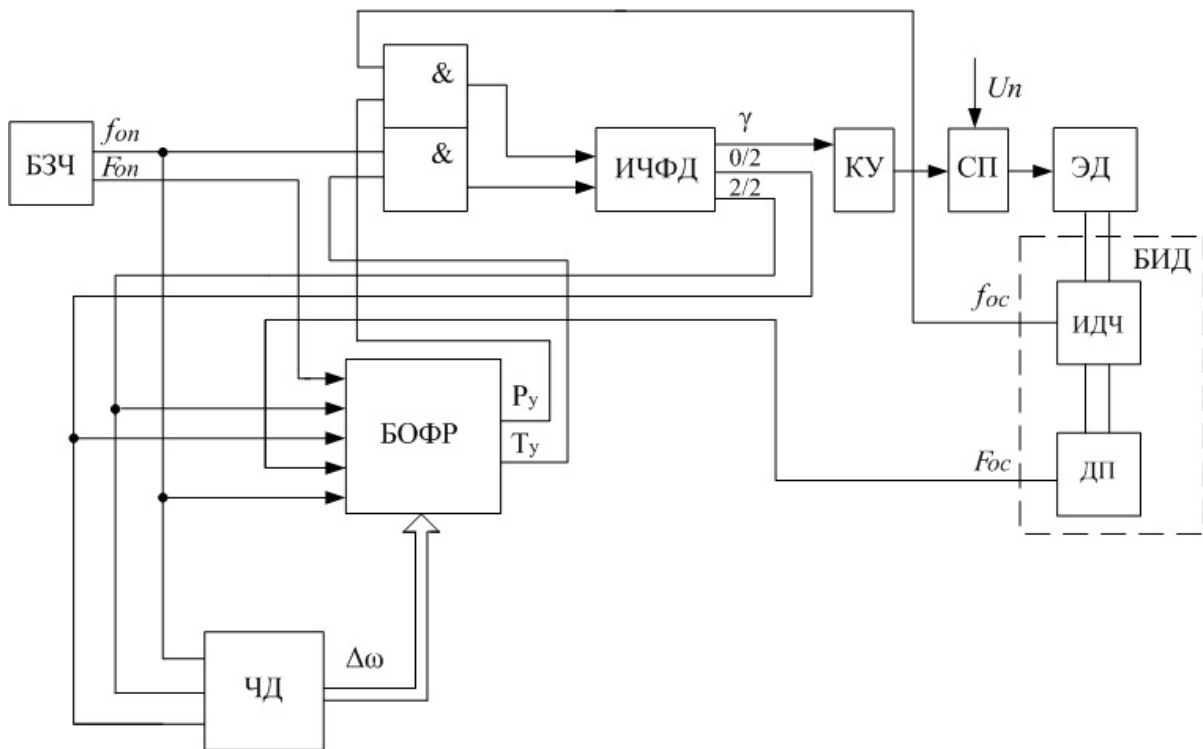 &
Uп
fоп
γ
&
0/2
БЗЧ
Fоп
ИЧФД
КУ
СП
ЭД
2/2
БИД
fос
ИДЧ
Pу
БОФР
Tу
Fос
ДП
Δω
ЧД